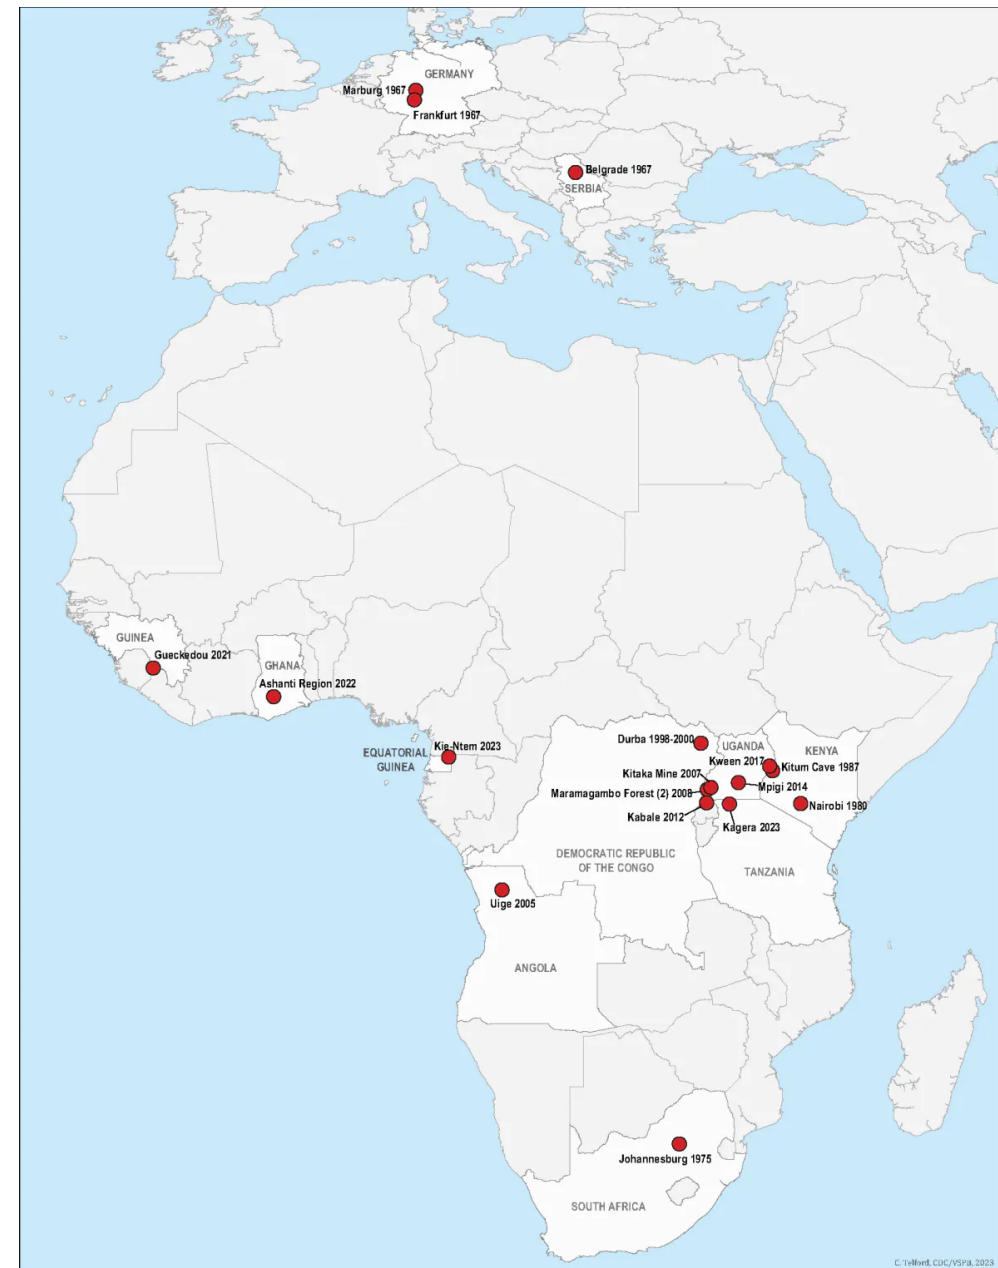 GERMANY
Marburg 1967
Frankfurt 1967
Belgrade 1967
SERBIA
GUINEA
Gueckedou 2021
GHANA
Ashanti Region 2022
EQUATORIAL
GUINEA
Kie-Ntem 2023
Durba 1998-2000
UGANDA
KENYA
Kween 2017
Kitum Cave 1987
Kitaka Mine 2007
Mpigi 2014
Maramagambo Forest (2) 2008
Nairobi 1980
Kabale 2012
Kagera 2023
DEMOCRATIC REPUBLIC
OF THE CONGO
TANZANIA
Uige 2005
ANGOLA
Johannesburg 1975
SOUTH AFRICA
C. Telford, CDC/VSPB, 2023